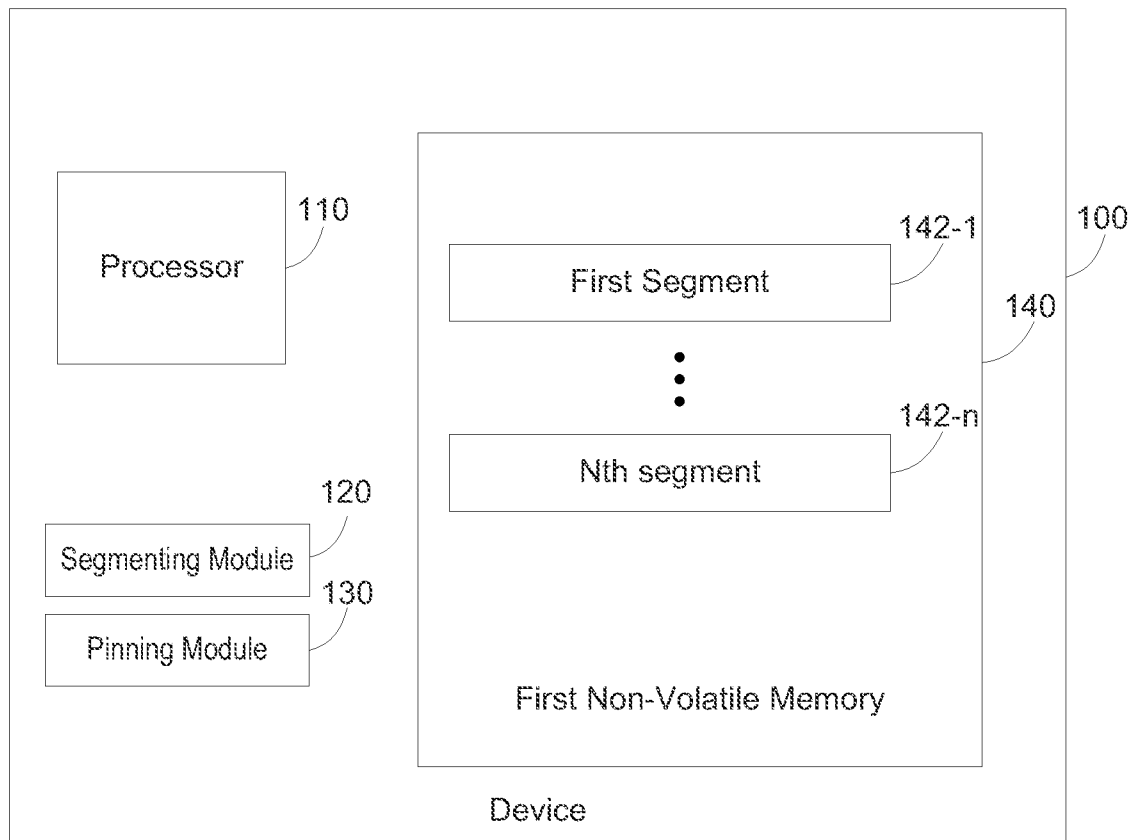 110
Processor
142-1
First Segment
100
140
142-n
Nth segment
120
Segmenting Module
130
Pinning Module
First Non-Volatile Memory
Device